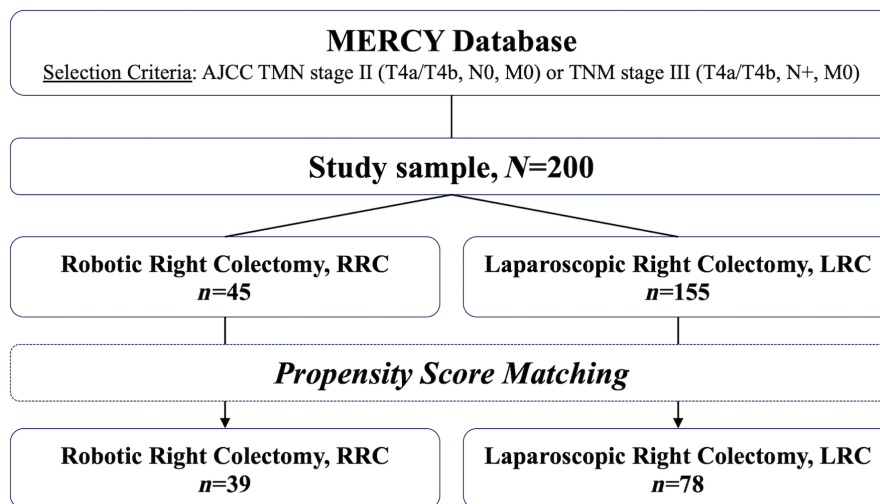 MERCY Database
Selection Criteria: AJCC TMN stage II (T4a/T4b, N0, M0) or TNM stage III (T4a/T4b, N+, M0)
Study sample, N=200
Robotic Right Colectomy, RRC
n=45
Laparoscopic Right Colectomy, LRC
n=155
Propensity Score Matching
Robotic Right Colectomy, RRC
n=39
Laparoscopic Right Colectomy, LRC
n=78